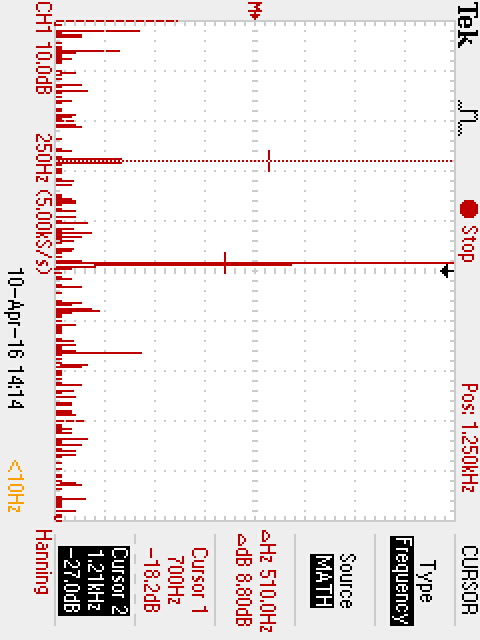 Tek
Stop
Pos: 1.250kHz
CURSOR
Type
Frequency
Source
MATH
ΔHz 510.0Hz
ΔdB 8.80dB
Cursor 1
700Hz
-18.2dB
Cursor 2
1.21kHz
-27.0dB
M
CH1 10.0dB
250Hz (5.00kS/s)
Hanning
10-Apr-16 14:14
<10Hz